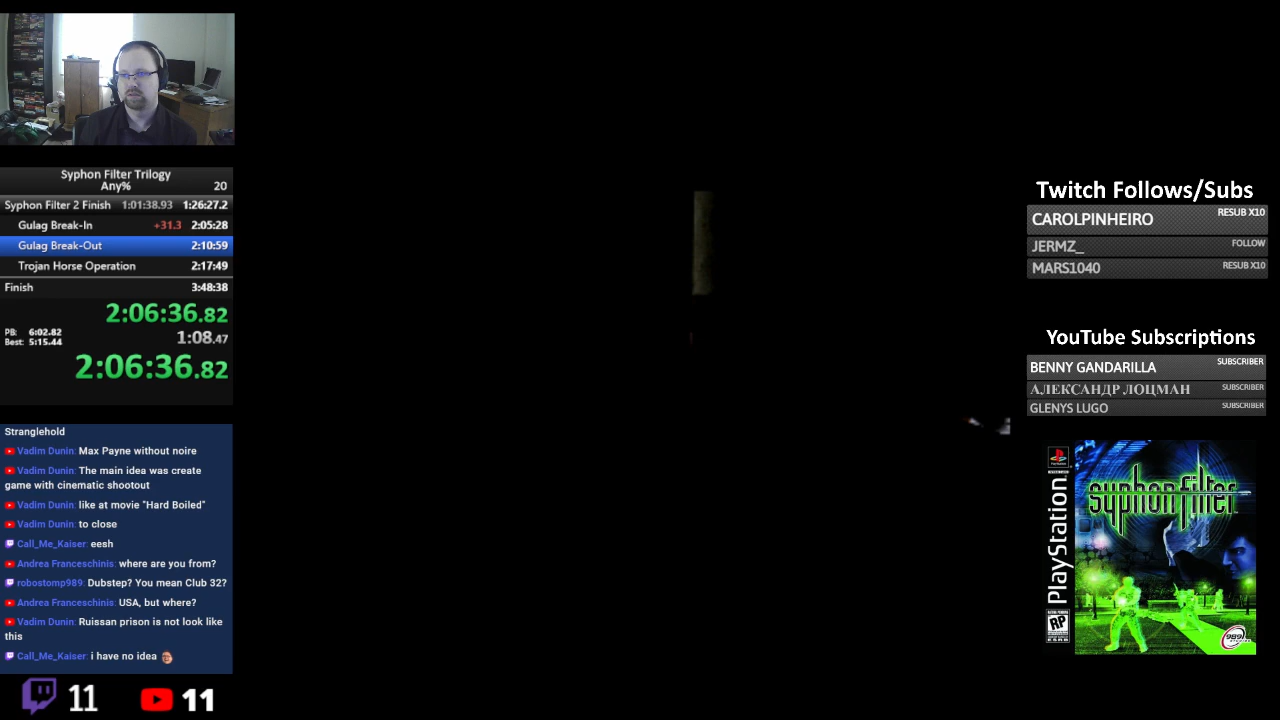 Syphon Filter Trilogy
Any% 20
Syphon Filter 2 Finish 1:01:38.93 1:26:27.2
Gulag Break-In +31.3 2:05:28
Gulag Break-Out 2:10:59
Trojan Horse Operation 2:17:49
Finish 3:48:38
2:06:36.82
PB: 6:02.82
Best: 5:15.44
1:08.47
2:06:36.82
Stranglehold
Vadim Dunin: Max Payne without noire
Vadim Dunin: The main idea was create
game with cinematic shootout
Vadim Dunin: like at movie "Hard Boiled"
Vadim Dunin: to close
Call_Me_Kaiser: eesh
Andrea Franceschinis: where are you from?
robostomp989: Dubstep? You mean Club 32?
Andrea Franceschinis: USA, but where?
Vadim Dunin: Ruissan prison is not look like
this
Call_Me_Kaiser: i have no idea
11 11
Twitch Follows/Subs
CAROLPINHEIRO RESUB X10
JERMZ_ FOLLOW
MARS1040 RESUB X10
YouTube Subscriptions
BENNY GANDARILLA SUBSCRIBER
АЛЕКСАНДР ЛОЦМАН SUBSCRIBER
GLENYS LUGO SUBSCRIBER
PlayStation
syphon filter
RP
989